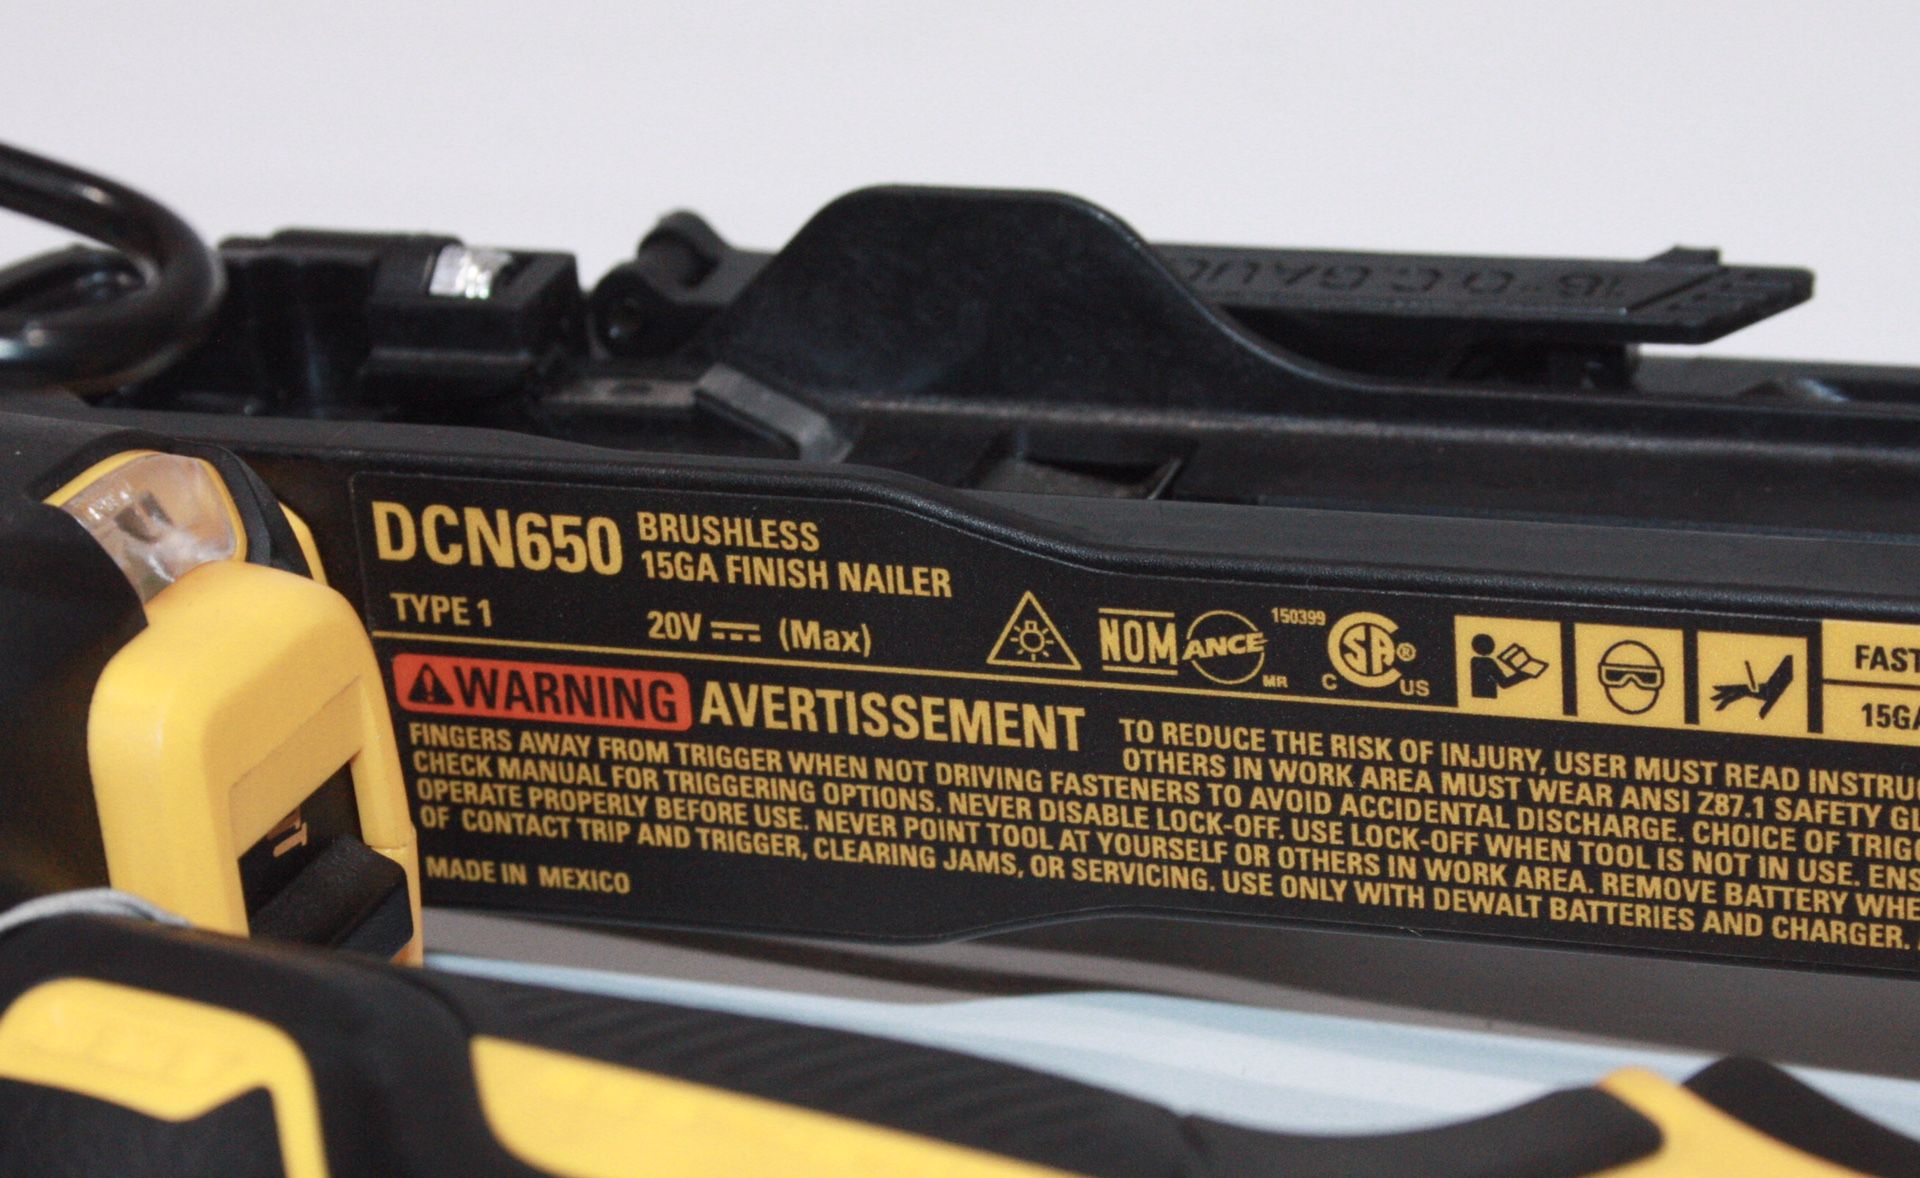 DCN650 BRUSHLESS
15GA FINISH NAILER
TYPE 1 20V (Max)
NOM ANCE MR 150399 C SA® US
FAST
15GA
WARNING AVERTISSEMENT TO REDUCE THE RISK OF INJURY, USER MUST READ
OTHERS IN WORK AREA MUST WEAR ANSI Z87.1 SAFETY
FINGERS AWAY FROM TRIGGER WHEN NOT DRIVING FASTENERS TO AVOID ACCIDENTAL DISCHARGE. CHOICE OF
CHECK MANUAL FOR TRIGGERING OPTIONS. NEVER DISABLE LOCK-OFF. USE LOCK-OFF WHEN TOOL IS NOT IN USE.
OPERATE PROPERLY BEFORE USE. NEVER POINT TOOL AT YOURSELF OR OTHERS IN WORK AREA. REMOVE BATTERY
OF CONTACT TRIP AND TRIGGER, CLEARING JAMS, OR SERVICING. USE ONLY WITH DEWALT BATTERIES AND CHARGER.
MADE IN MEXICO